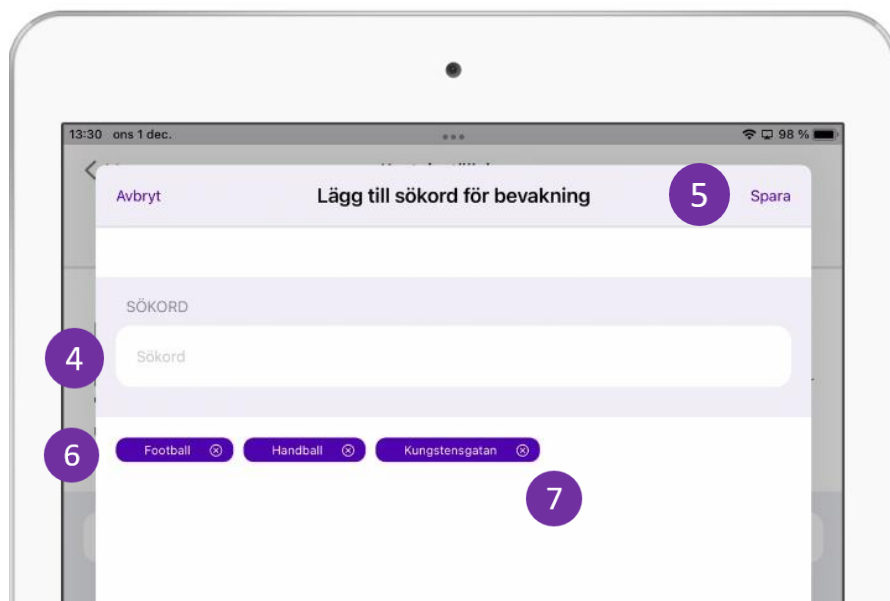 13:30 ons 1 dec. 98 %
Avbryt Lägg till sökord för bevakning 5 Spara
SÖKORD
4 Sökord
6 Football Handball Kungstensgatan
7